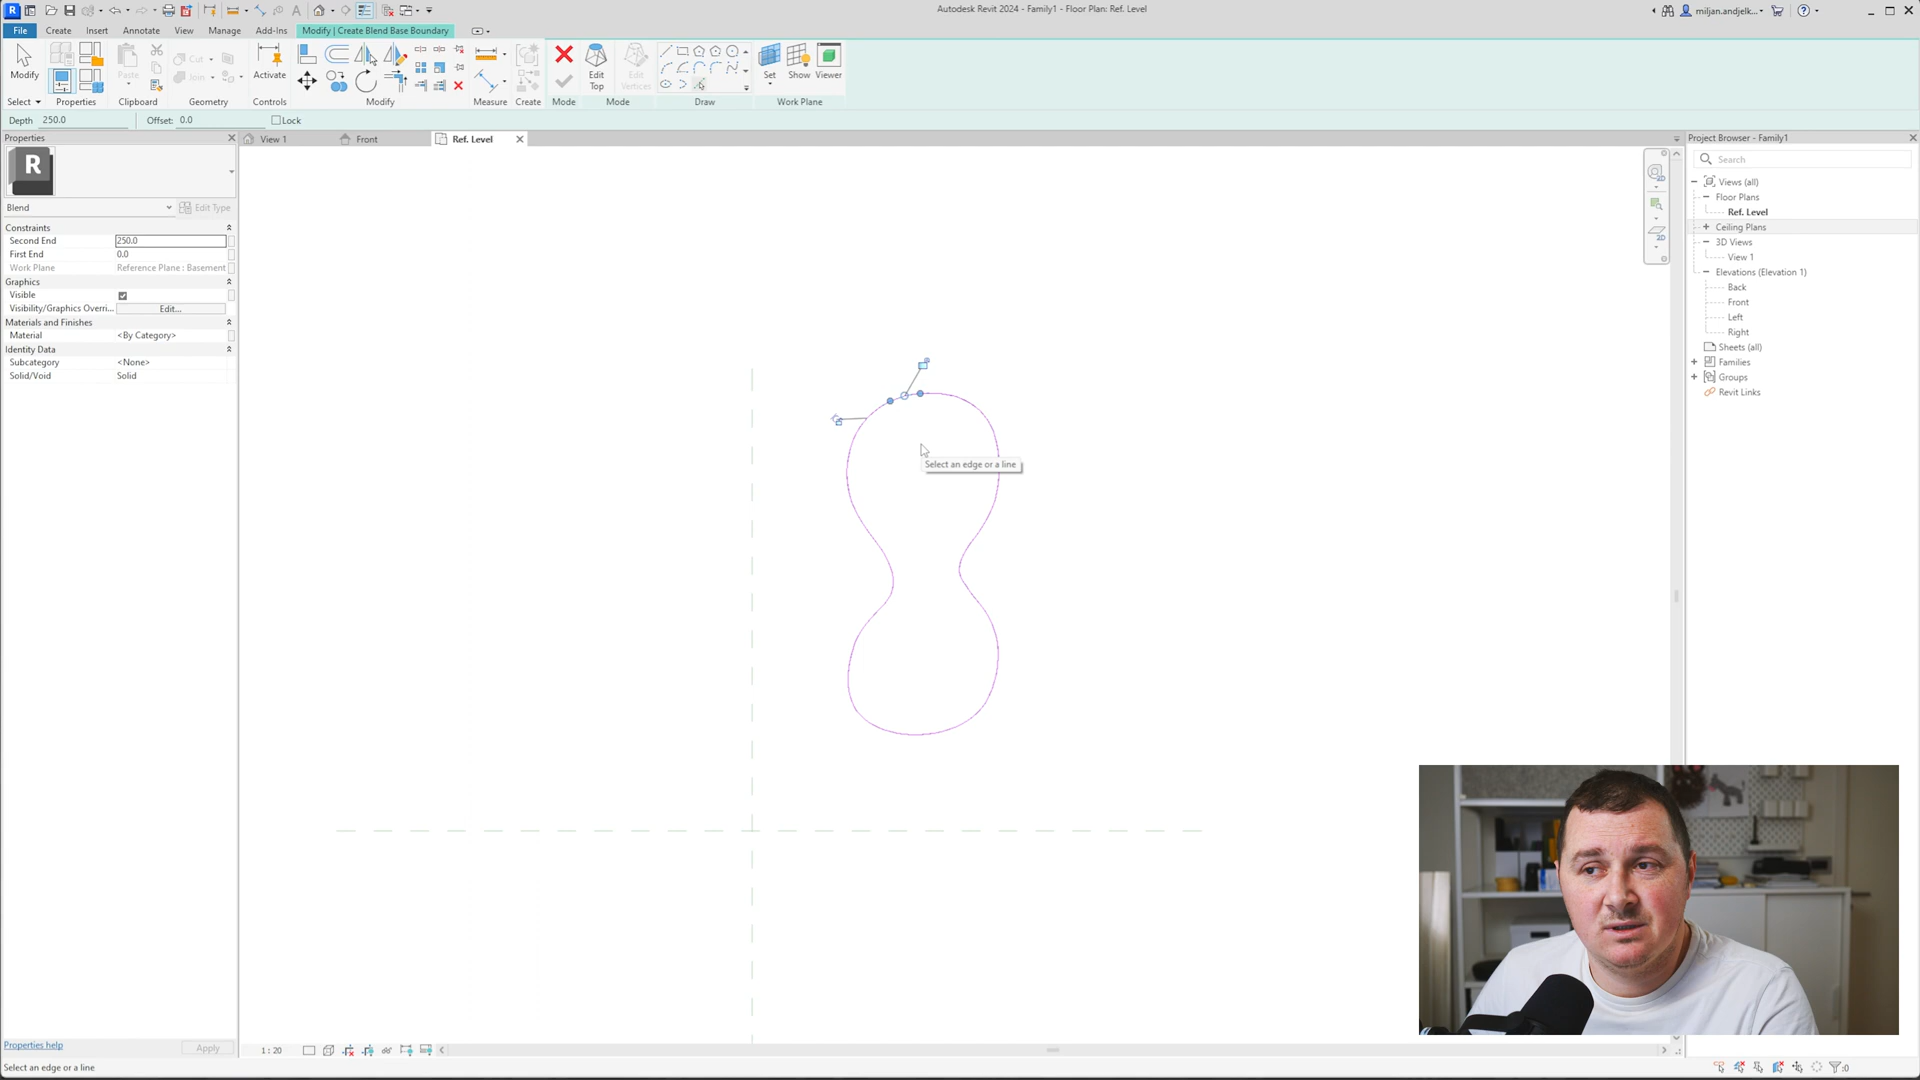 Autodesk Revit 2024 - Family1 - Floor Plan: Ref. Level
miljan.andjelk...
File
Create
Insert
Annotate
View
Manage
Add-Ins
Modify | Create Blend Base Boundary
Modify
Paste
Cut
Join
Activate
Edit Top
Edit Vertices
Set
Show
Viewer
Select
Properties
Clipboard
Geometry
Controls
Modify
Measure
Create
Mode
Mode
Draw
Work Plane
Depth 250.0
Offset: 0.0
Lock
Properties
View 1
Front
Ref. Level
Project Browser - Family1
R
Search
Blend
Edit Type
Constraints
Second End 250.0
First End 0.0
Work Plane Reference Plane : Basement
Graphics
Visible
Visibility/Graphics Overri... Edit...
Materials and Finishes
Material <By Category>
Identity Data
Subcategory <None>
Solid/Void Solid
Views (all)
Floor Plans
Ref. Level
Ceiling Plans
3D Views
View 1
Elevations (Elevation 1)
Back
Front
Left
Right
Sheets (all)
Families
Groups
Revit Links
2D
2D
Select an edge or a line
Properties help
Apply
1 : 20
Select an edge or a line
:0